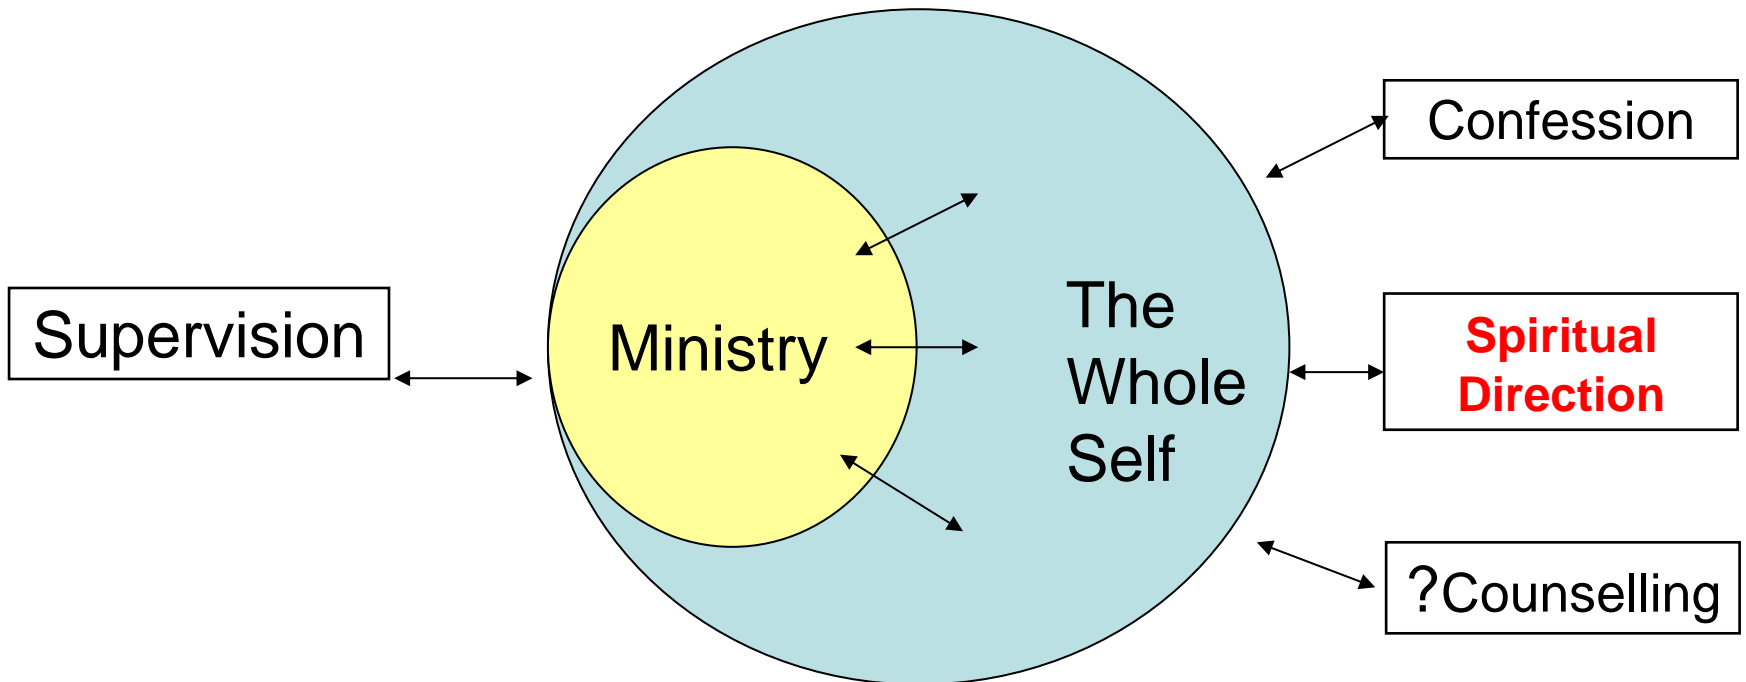 Supervision
Ministry
The
Whole
Self
Confession
Spiritual
Direction
?Counselling